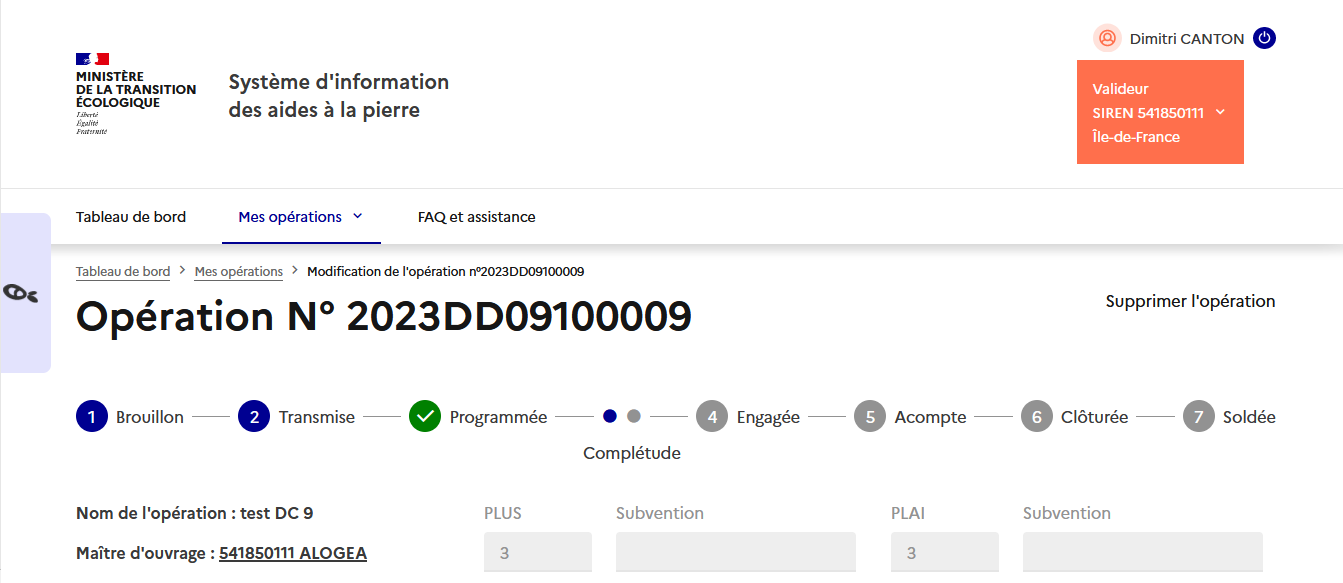 Dimitri CANTON
MINISTÈRE
DE LA TRANSITION
ÉCOLOGIQUE
Liberté
Égalité
Fraternité
Système d'information
des aides à la pierre
Valideur
SIREN 541850111
Île-de-France
Tableau de bord
Mes opérations
FAQ et assistance
Tableau de bord > Mes opérations > Modification de l'opération n°2023DD09100009
Opération N° 2023DD09100009
Supprimer l'opération
1 Brouillon
2 Transmise
Programmée
Complétude
4 Engagée
5 Acompte
6 Clôturée
7 Soldée
Nom de l'opération : test DC 9
Maître d'ouvrage : 541850111 ALOGEA
PLUS
3
Subvention
PLAI
3
Subvention